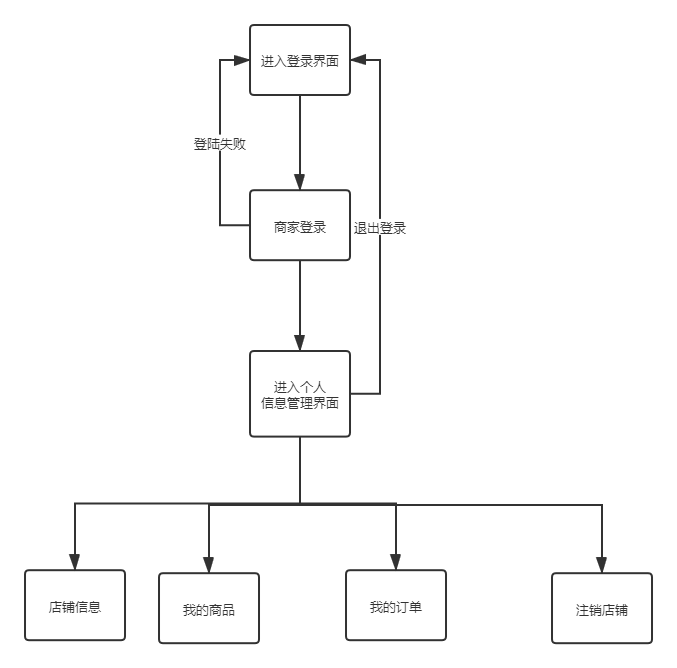 进入登录界面
登陆失败
商家登录
退出登录
进入个人
信息管理界面
店铺信息
我的商品
我的订单
注销店铺